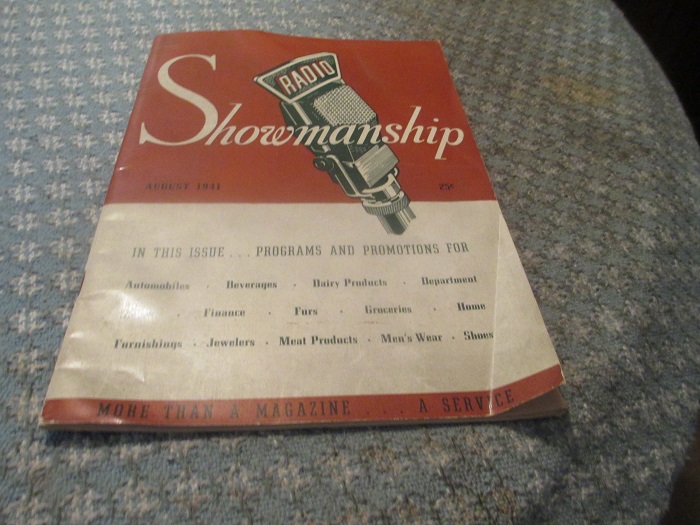 RADIO
Showmanship
AUGUST 1941 25¢
IN THIS ISSUE . . . PROGRAMS AND PROMOTIONS FOR
Automobiles · Beverages · Dairy Products · Department
· Finance · Furs · Groceries · Home
Furnishings · Jewelers · Meat Products · Men's Wear · Shoes
MORE THAN A MAGAZINE . . . A SERVICE